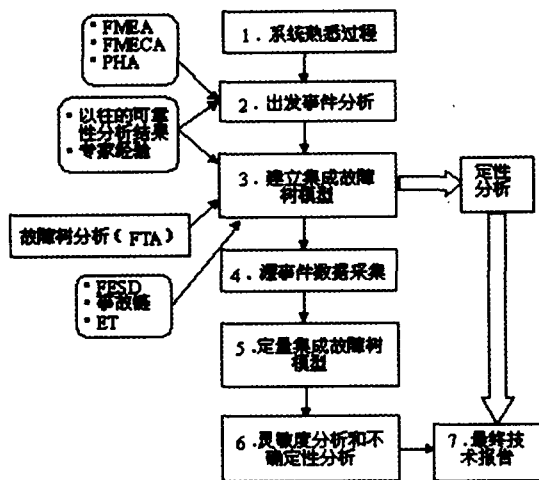 • FMEA
• FMECA
• PHA
1．系统熟悉过程
2．出发事件分析
• 以往的可靠
性分析结果
• 专家经验
3．建立集成故障
树模型
定性
分析
故障树分析（FTA）
4．源事件数据采集
• FESD
• 事故链
• ET
5．定量集成故障树
模型
6．灵敏度分析和不
确定性分析
7．最终技
术报告